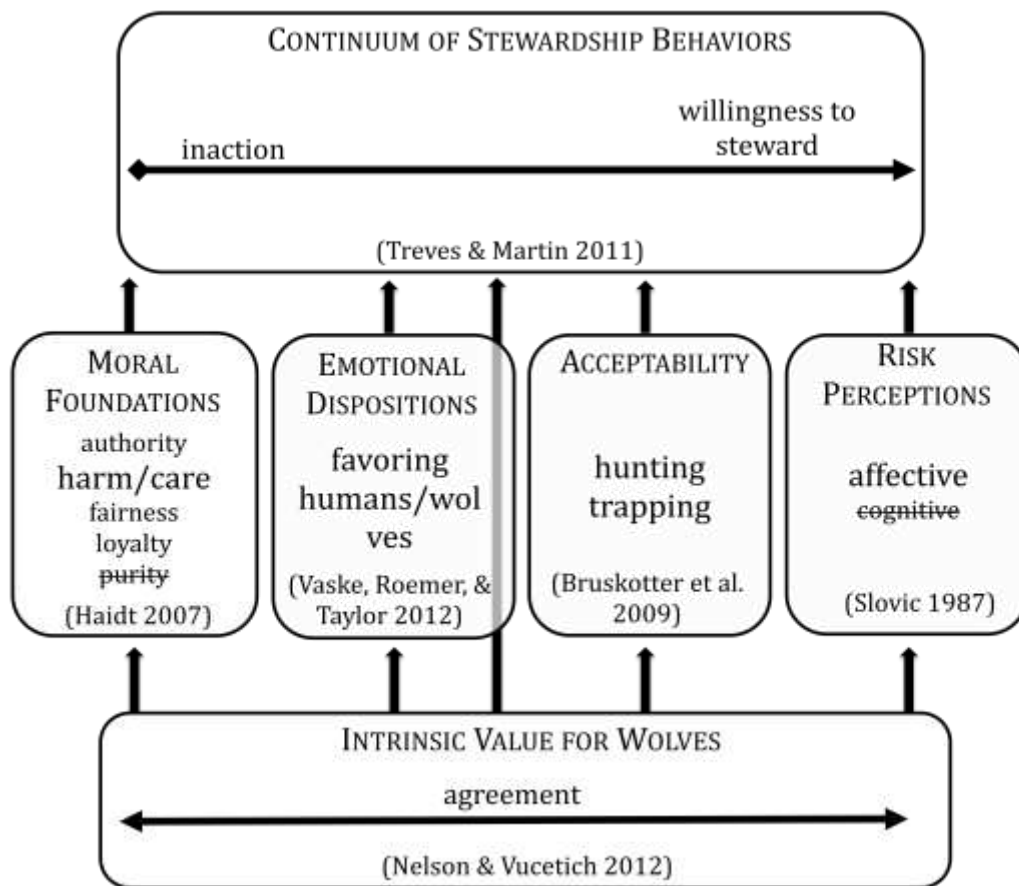 CONTINUUM OF STEWARDSHIP BEHAVIORS
willingness to
steward
inaction
(Treves & Martin 2011)
MORAL
FOUNDATIONS
authority
harm/care
fairness
loyalty
purity
(Haidt 2007)
EMOTIONAL
DISPOSITIONS
favoring
humans/wol
ves
(Vaske, Roemer, &
Taylor 2012)
ACCEPTABILITY
hunting
trapping
(Bruskotter et al.
2009)
RISK
PERCEPTIONS
affective
cognitive
(Slovic 1987)
INTRINSIC VALUE FOR WOLVES
agreement
(Nelson & Vucetich 2012)